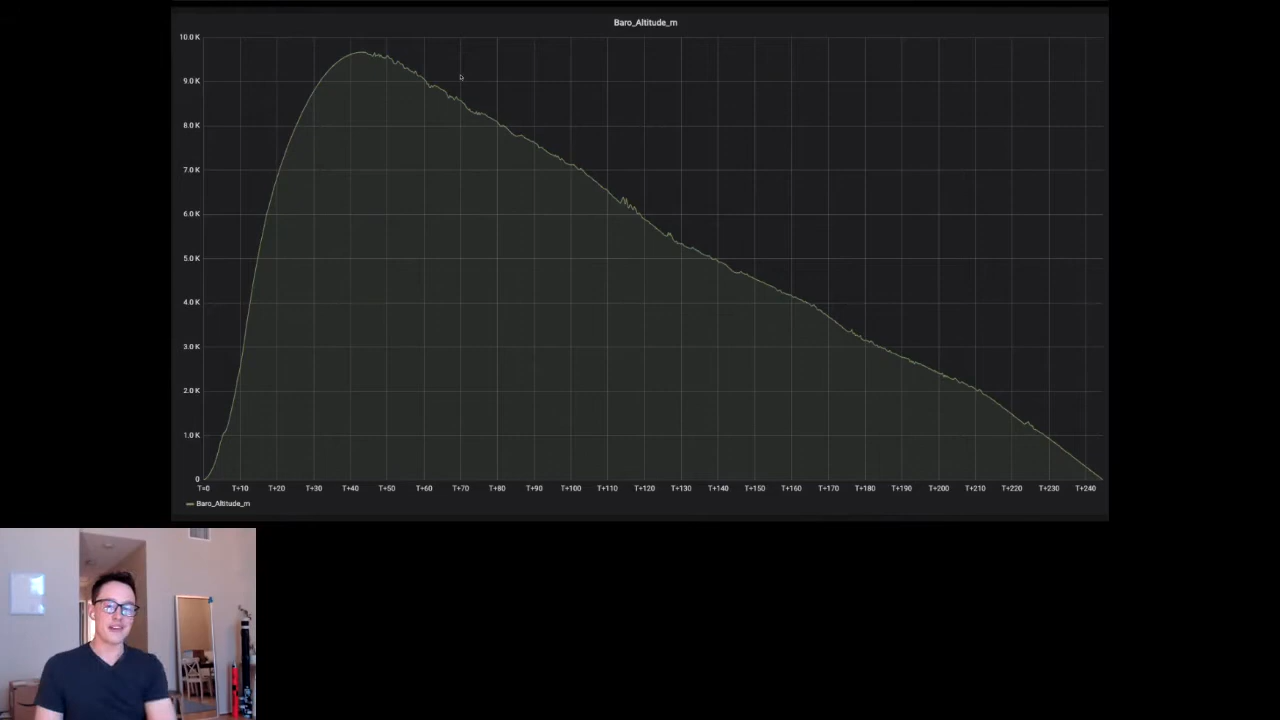 Baro_Altitude_m
10.0 K
9.0 K
8.0 K
7.0 K
6.0 K
5.0 K
4.0 K
3.0 K
2.0 K
1.0 K
0
T=0 T+10 T+20 T+30 T+40 T+50 T+60 T+70 T+80 T+90 T+100 T+110 T+120 T+130 T+140 T+150 T+160 T+170 T+180 T+190 T+200 T+210 T+220 T+230 T+240
Baro_Altitude_m